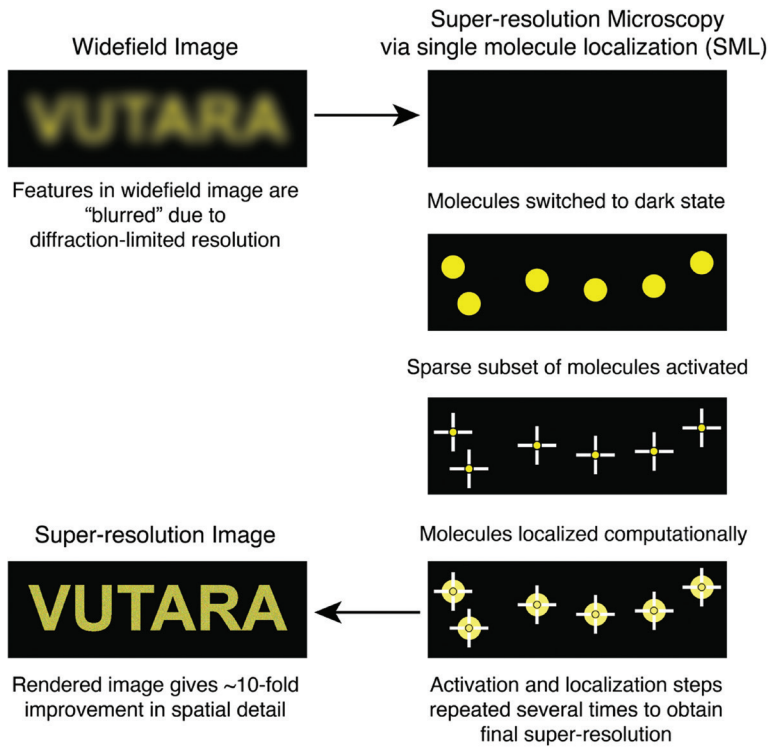 Widefield Image
VUTARA
Features in widefield image are
“blurred” due to
diffraction-limited resolution
Super-resolution Microscopy
via single molecule localization (SML)
Molecules switched to dark state
Sparse subset of molecules activated
Molecules localized computationally
Activation and localization steps
repeated several times to obtain
final super-resolution
Super-resolution Image
VUTARA
Rendered image gives ~10-fold
improvement in spatial detail